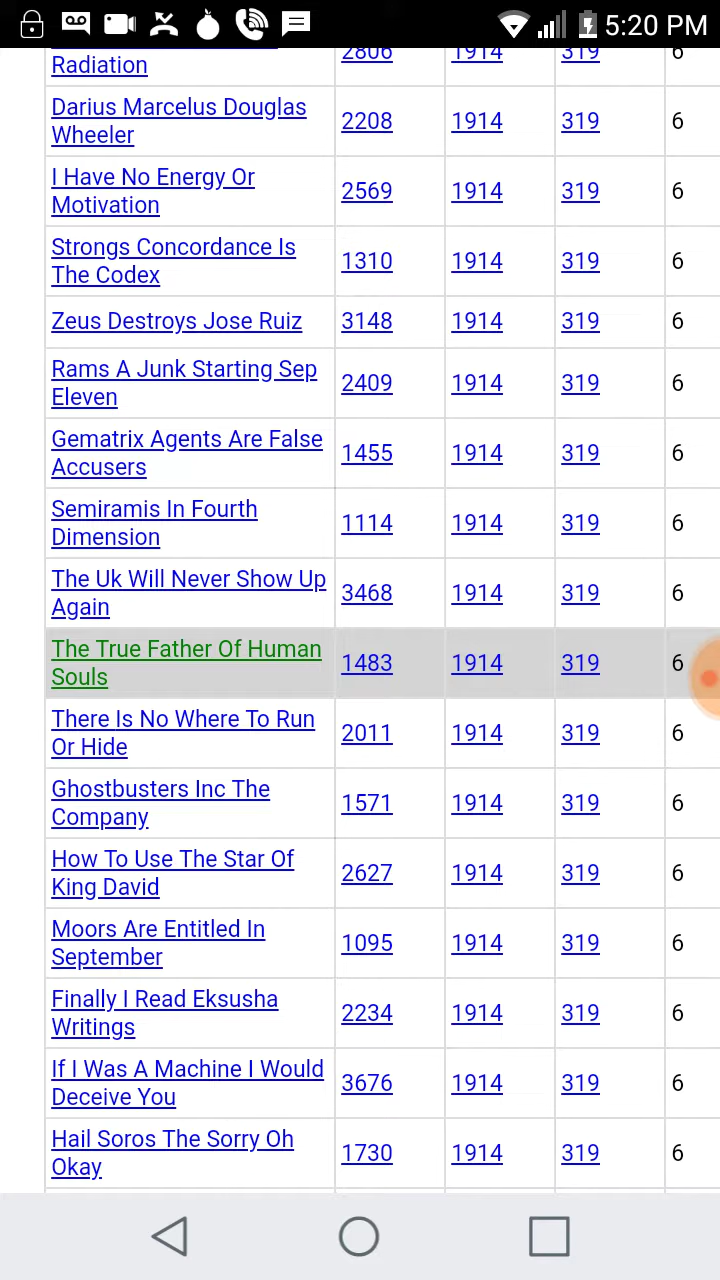 5:20 PM
Radiation 2806 1914 319 6
Darius Marcelus Douglas
Wheeler 2208 1914 319 6
I Have No Energy Or
Motivation 2569 1914 319 6
Strongs Concordance Is
The Codex 1310 1914 319 6
Zeus Destroys Jose Ruiz 3148 1914 319 6
Rams A Junk Starting Sep
Eleven 2409 1914 319 6
Gematrix Agents Are False
Accusers 1455 1914 319 6
Semiramis In Fourth
Dimension 1114 1914 319 6
The Uk Will Never Show Up
Again 3468 1914 319 6
The True Father Of Human
Souls 1483 1914 319 6
There Is No Where To Run
Or Hide 2011 1914 319 6
Ghostbusters Inc The
Company 1571 1914 319 6
How To Use The Star Of
King David 2627 1914 319 6
Moors Are Entitled In
September 1095 1914 319 6
Finally I Read Eksusha
Writings 2234 1914 319 6
If I Was A Machine I Would
Deceive You 3676 1914 319 6
Hail Soros The Sorry Oh
Okay 1730 1914 319 6